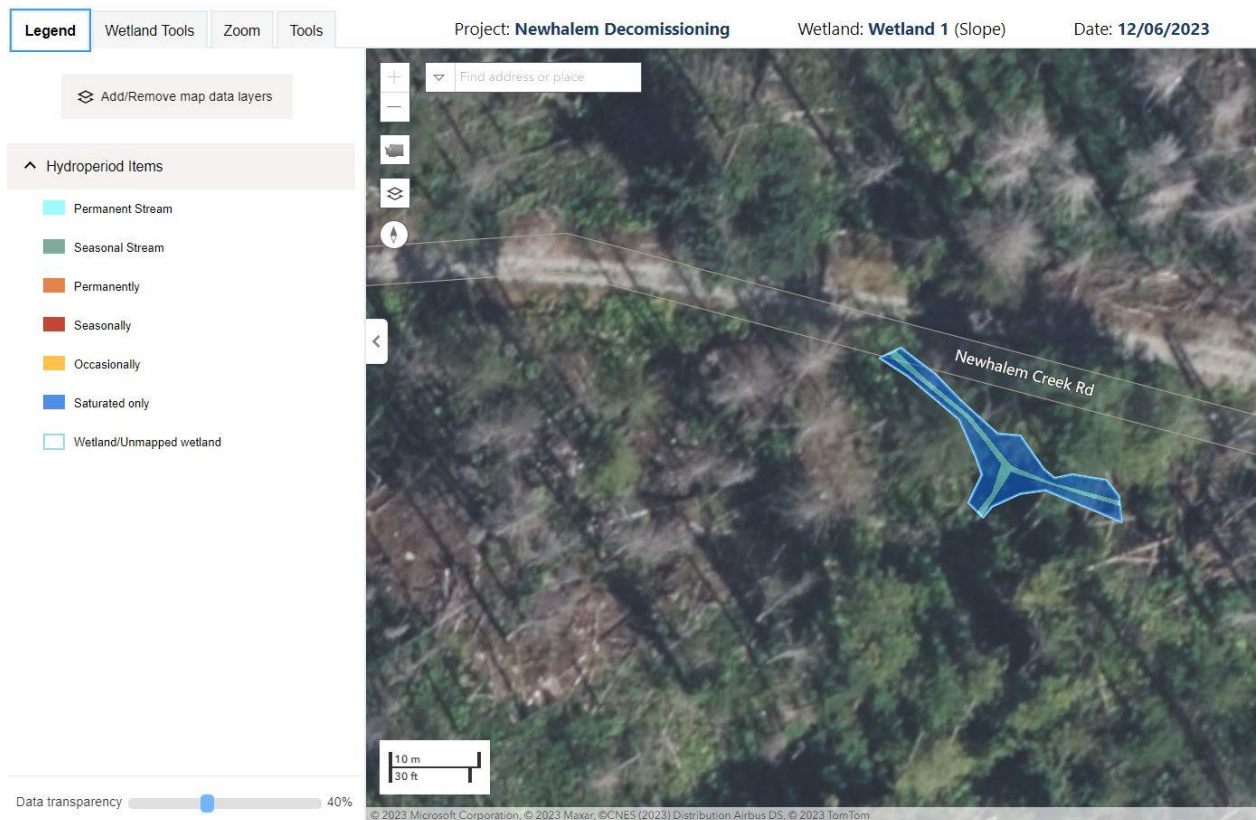 Legend Wetland Tools Zoom Tools
Project: Newhalem Decomissioning Wetland: Wetland 1 (Slope) Date: 12/06/2023
Add/Remove map data layers
Find address or place
Hydroperiod Items
Permanent Stream
Seasonal Stream
Permanently
Seasonally
Occasionally
Saturated only
Wetland/Unmapped wetland
Newhalem Creek Rd
10 m
30 ft
Data transparency 40%
© 2023 Microsoft Corporation, © 2023 Maxar, ©CNES (2023) Distribution Airbus DS, © 2023 TomTom